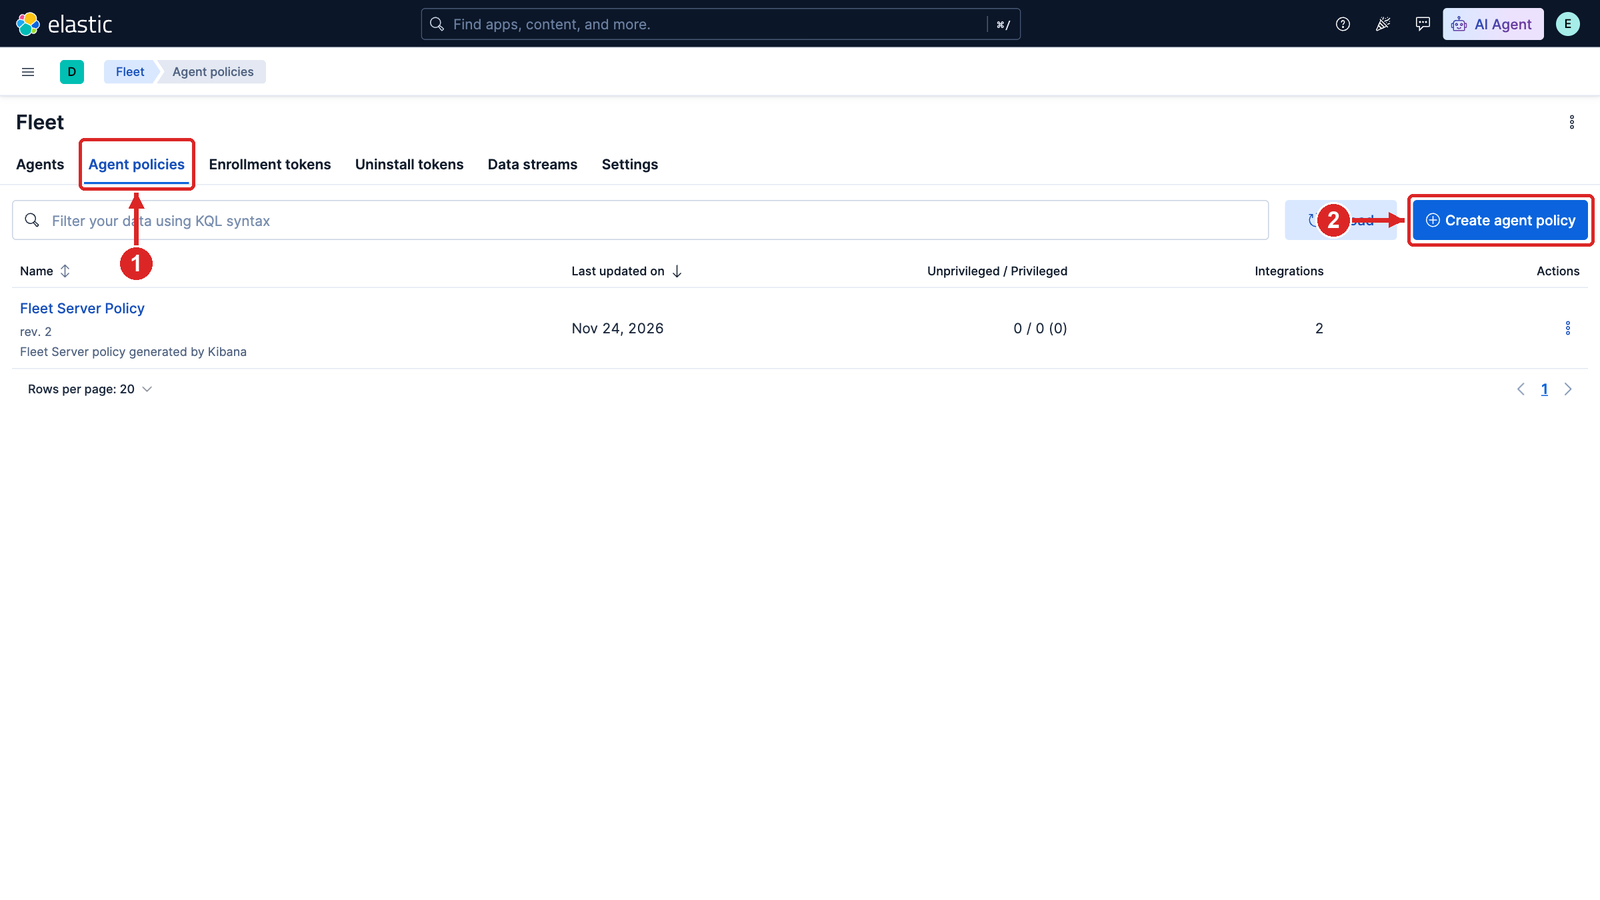 elastic
Find apps, content, and more.
⌘/
AI Agent
E
D
Fleet
Agent policies
Fleet
Agents
Agent policies
Enrollment tokens
Uninstall tokens
Data streams
Settings
Filter your data using KQL syntax
2
Create agent policy
1
Name
Last updated on
Unprivileged / Privileged
Integrations
Actions
Fleet Server Policy
rev. 2
Fleet Server policy generated by Kibana
Nov 24, 2026
0 / 0 (0)
2
Rows per page: 20
1